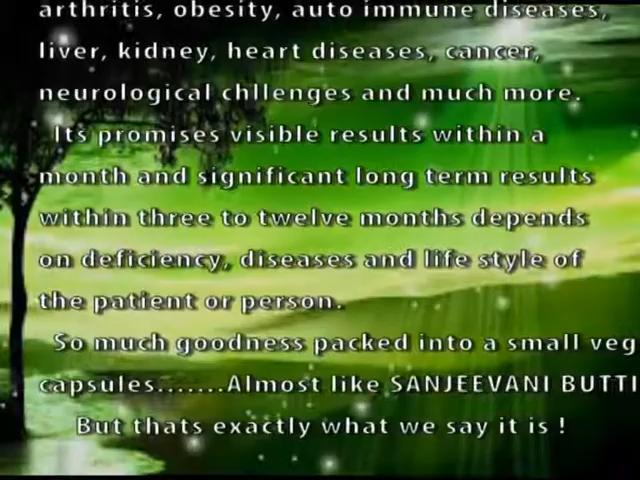 arthritis, obesity, auto immune diseases,
liver, kidney, heart diseases, cancer,
neurological chllenges and much more.
Its promises visible results within a
month and significant long term results
within three to twelve months depends
on deficiency, diseases and life style of
the patient or person.
So much goodness packed into a small veg
capsules.......Almost like SANJEEVANI BUTTI
But thats exactly what we say it is !